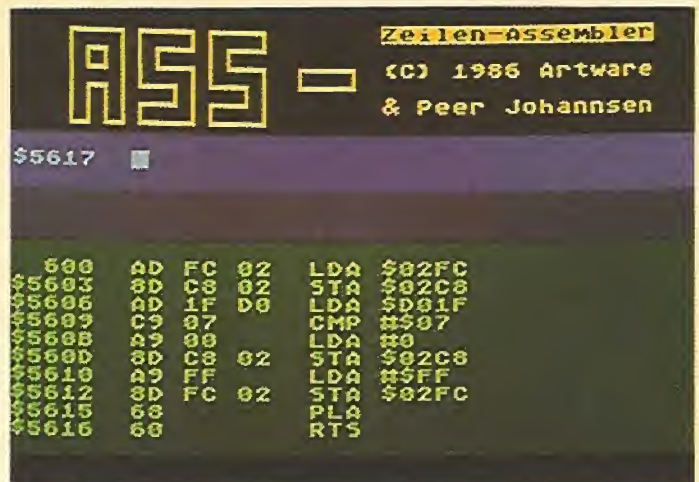 ASS-
Zeilen-Assembler
(C) 1986 Artware
& Peer Johannsen
$5617
600 AD FC 02 LDA $02FC
$5603 8D C8 02 STA $02C8
$5606 AD 1F D0 LDA $D01F
$5609 C9 07 CMP #$07
$560B A9 00 LDA #0
$560D 8D C8 02 STA $02C8
$5610 A9 FF LDA #$FF
$5612 8D FC 02 STA $02FC
$5615 68 PLA
$5616 60 RTS